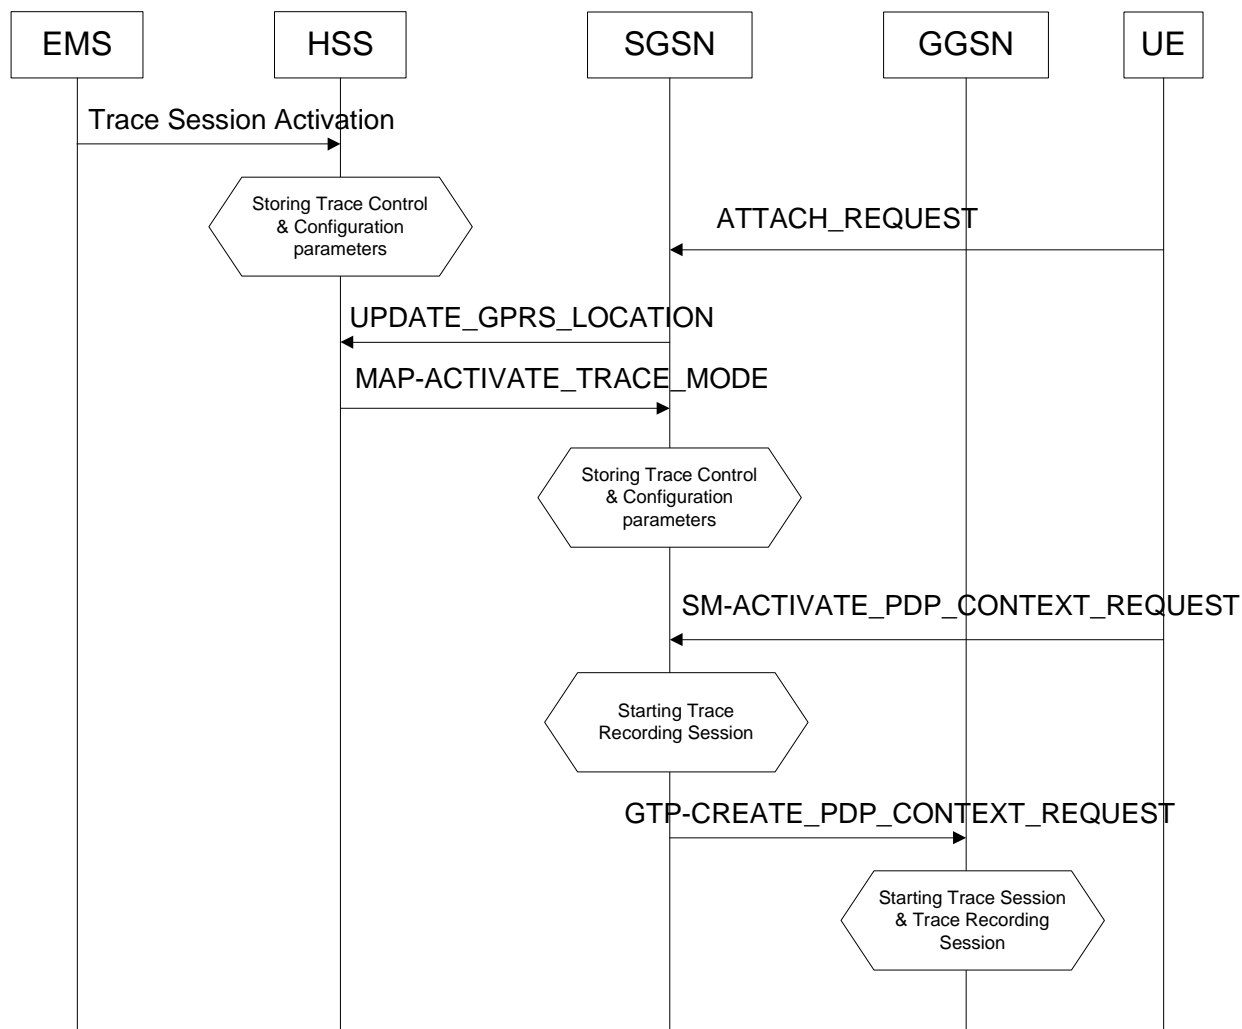 EMS
HSS
SGSN
GGSN
UE
Trace Session Activation
Storing Trace Control
& Configuration
parameters
ATTACH_REQUEST
UPDATE_GPRS_LOCATION
MAP-ACTIVATE_TRACE_MODE
Storing Trace Control
& Configuration
parameters
SM-ACTIVATE_PDP_CONTEXT_REQUEST
Starting Trace
Recording Session
GTP-CREATE_PDP_CONTEXT_REQUEST
Starting Trace Session
& Trace Recording
Session